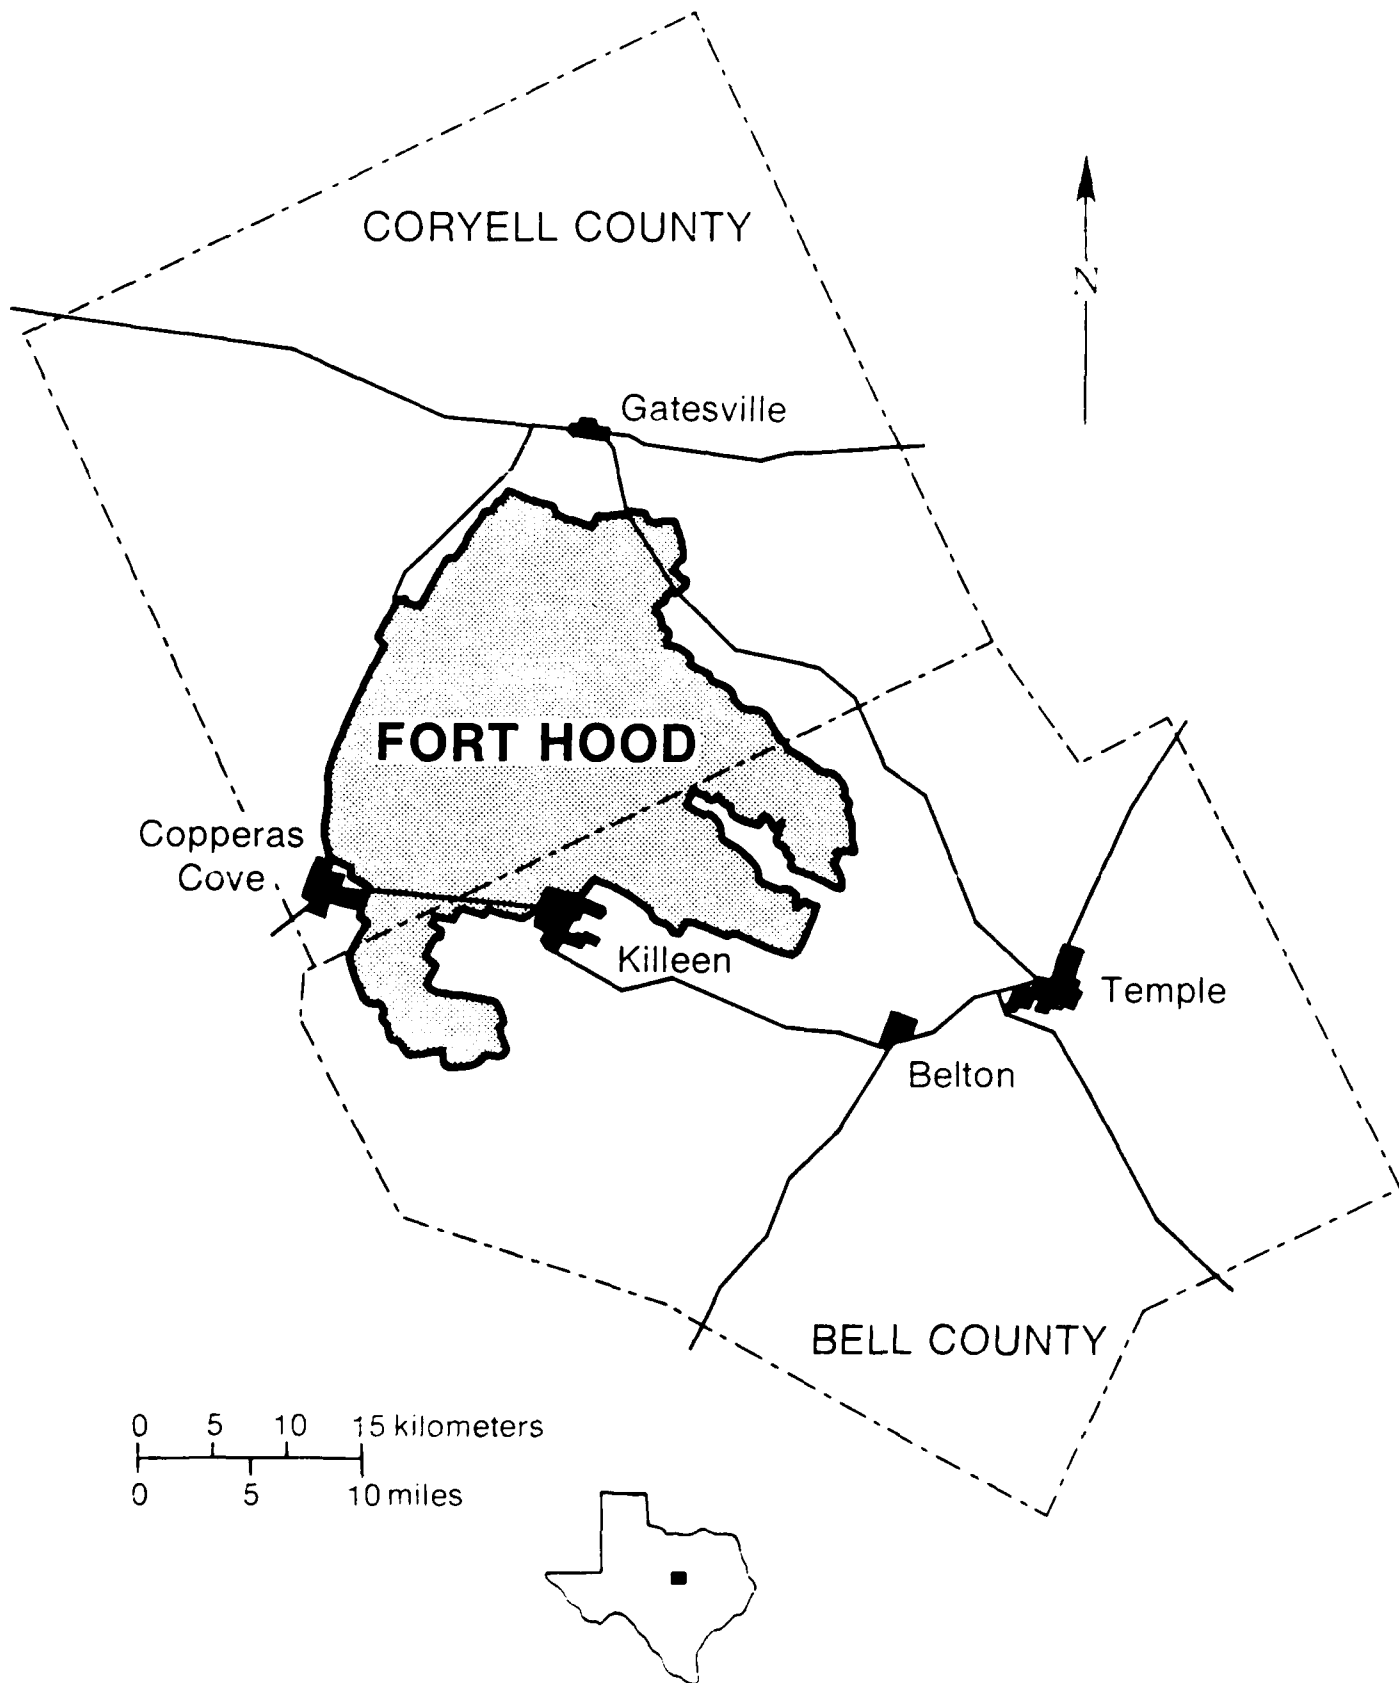 CORYELL COUNTY
N
Gatesville
FORT HOOD
Copperas
Cove
Killeen
Temple
Belton
BELL COUNTY
0 5 10 15 kilometers
0 5 10 miles